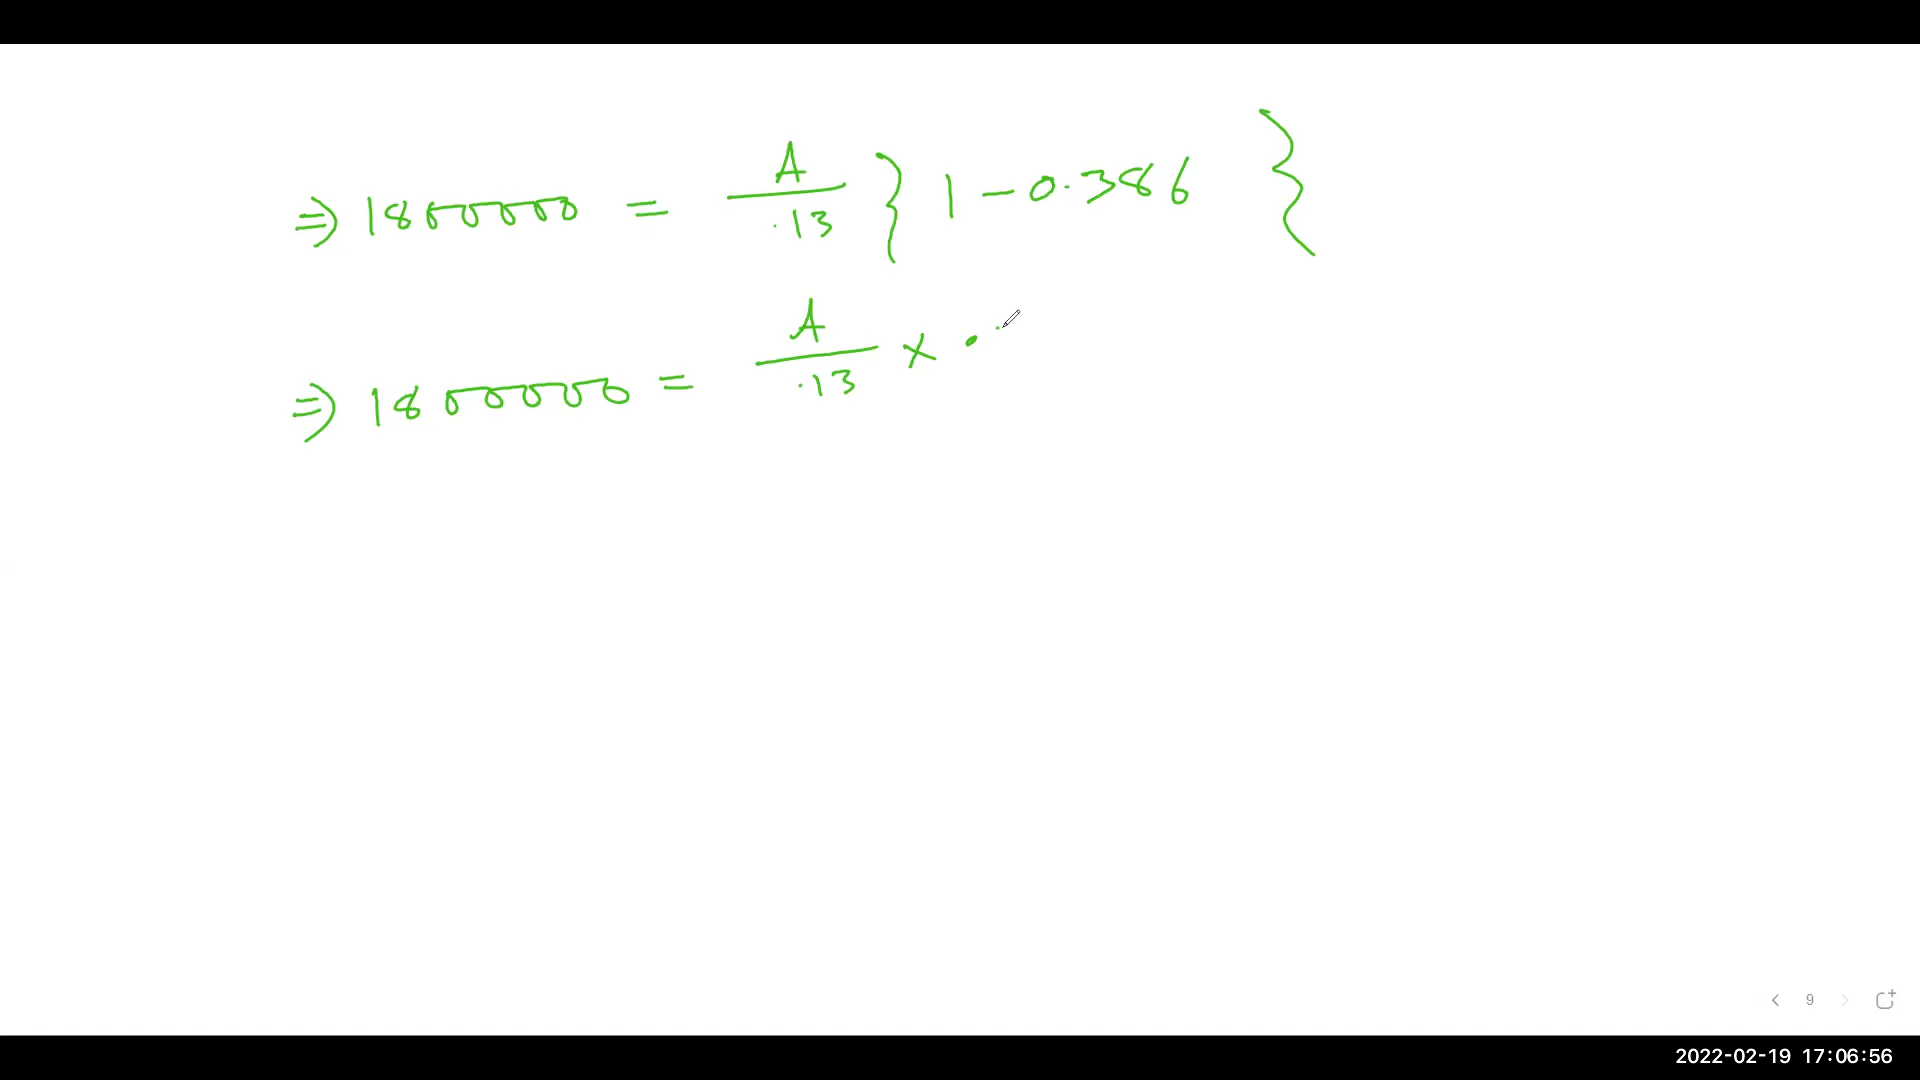 ⇒ 1800000 = A/.13 } 1 - 0.386 }
⇒ 1800000 = A/.13 × .
9
2022-02-19 17:06:56